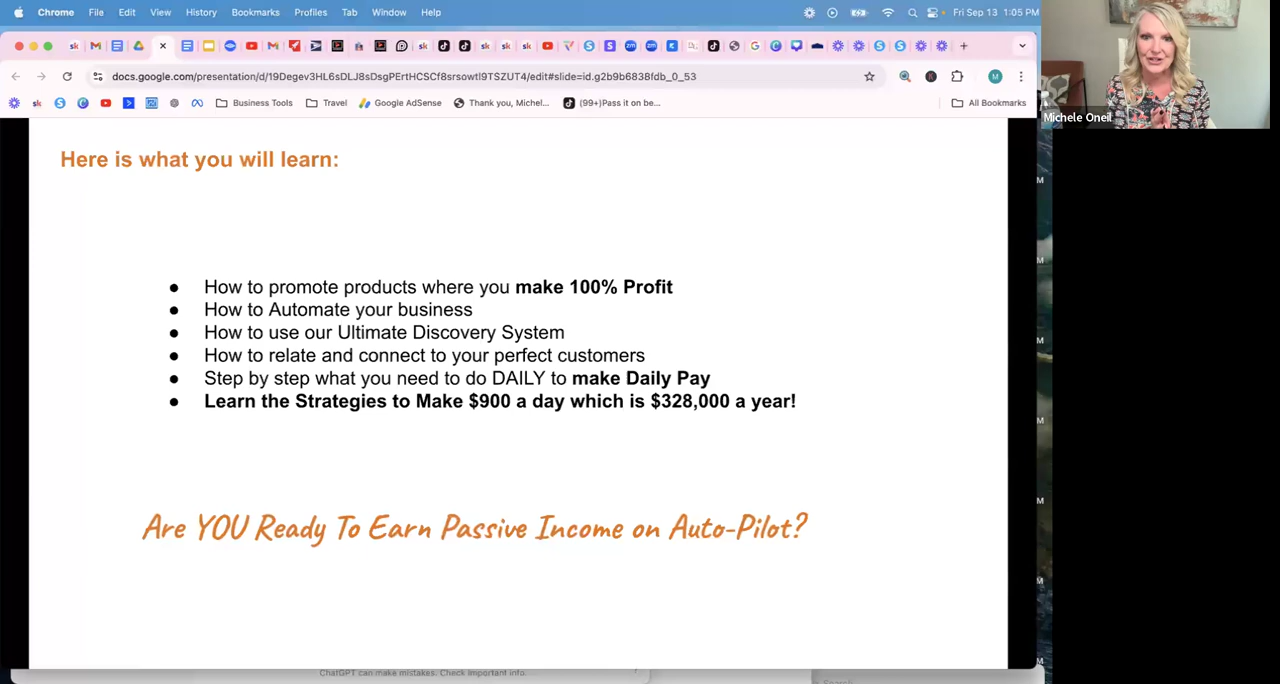 Chrome File Edit View History Bookmarks Profiles Tab Window Help Fri Sep 13 1:05 PM
docs.google.com/presentation/d/19Degev3HL6sDLJ8sDsgPErtHCSCf8srsowtl9TSZUT4/edit#slide=id.g2b9b6838fdb_0_53
Business Tools Travel Google AdSense Thank you, Michel... (99+)Pass it on be... All Bookmarks
Michele Oneil
Here is what you will learn:
● How to promote products where you make 100% Profit
● How to Automate your business
● How to use our Ultimate Discovery System
● How to relate and connect to your perfect customers
● Step by step what you need to do DAILY to make Daily Pay
● Learn the Strategies to Make $900 a day which is $328,000 a year!
Are YOU Ready To Earn Passive Income on Auto-Pilot?
ChatGPT can make mistakes. Check important info.
Search